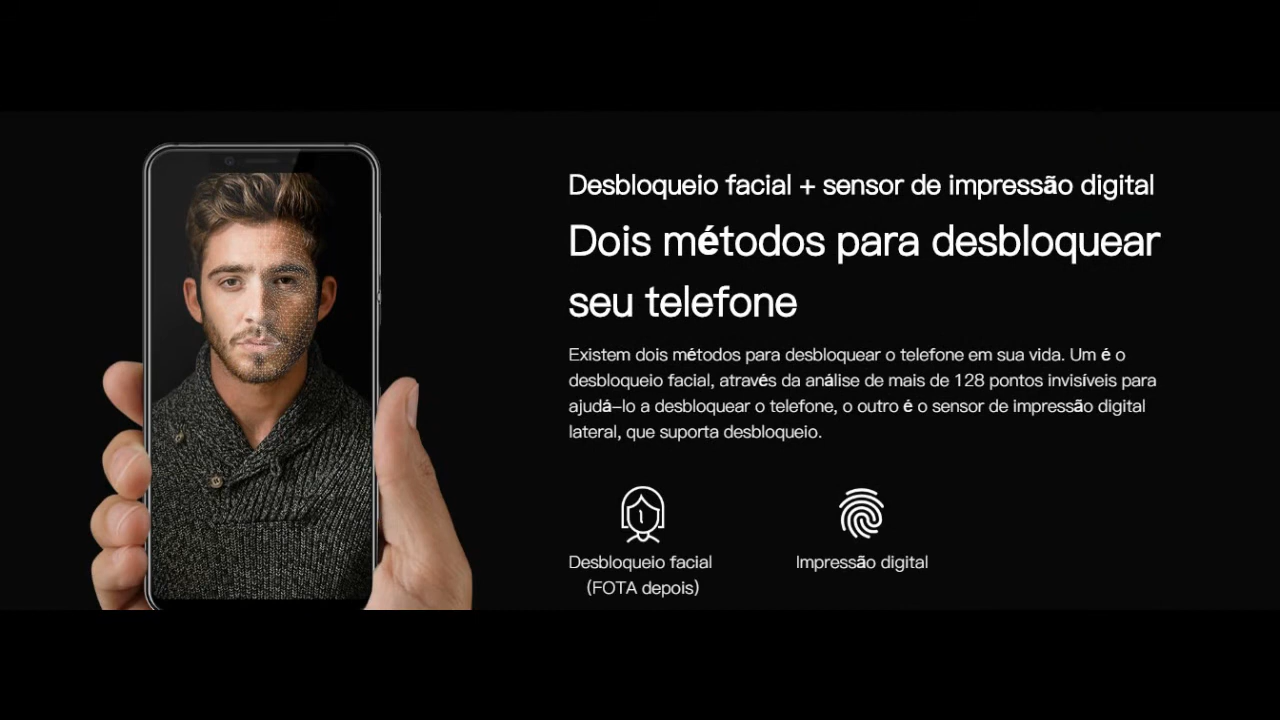 Desbloqueio facial + sensor de impressão digital
Dois métodos para desbloquear
seu telefone
Existem dois métodos para desbloquear o telefone em sua vida. Um é o
desbloqueio facial, através da análise de mais de 128 pontos invisíveis para
ajudá-lo a desbloquear o telefone, o outro é o sensor de impressão digital
lateral, que suporta desbloqueio.
Desbloqueio facial
(FOTA depois)
Impressão digital